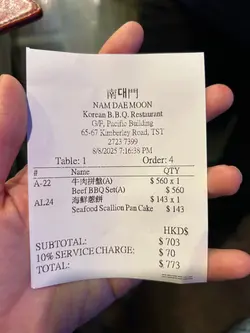 南대門
NAM DAE MOON
Korean B.B.Q. Restaurant
G/F, Pacific Building
65-67 Kimberley Road, TST
2723 7399
8/8/2025 7:16:38 PM
Table: 1 Order: 4
# Name QTY
A-22 牛肉拼盤(A) $ 560 x 1
Beef BBQ Set(A) $ 560
AL24 海鮮蔥餅 $ 143 x 1
Seafood Scallion Pan Cake $ 143
HKD$
SUBTOTAL: $ 703
10% SERVICE CHARGE: $ 70
TOTAL: $ 773